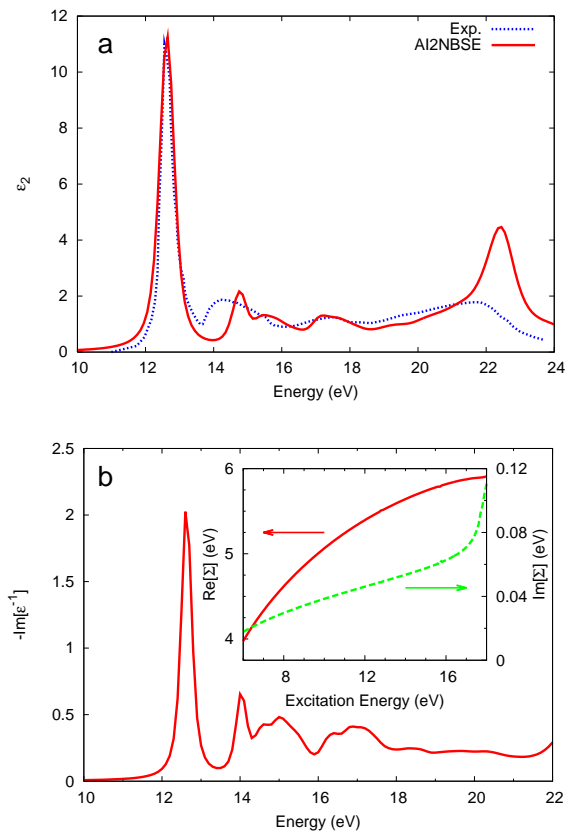 a
Exp.
AI2NBSE
ε2
0 2 4 6 8 10 12
10 12 14 16 18 20 22 24
Energy (eV)
b
-Im[ε-1]
0 0.5 1 1.5 2 2.5
10 12 14 16 18 20 22
Energy (eV)
Re[Σ] (eV)
4 5 6
Im[Σ] (eV)
0 0.04 0.08 0.12
8 12 16
Excitation Energy (eV)